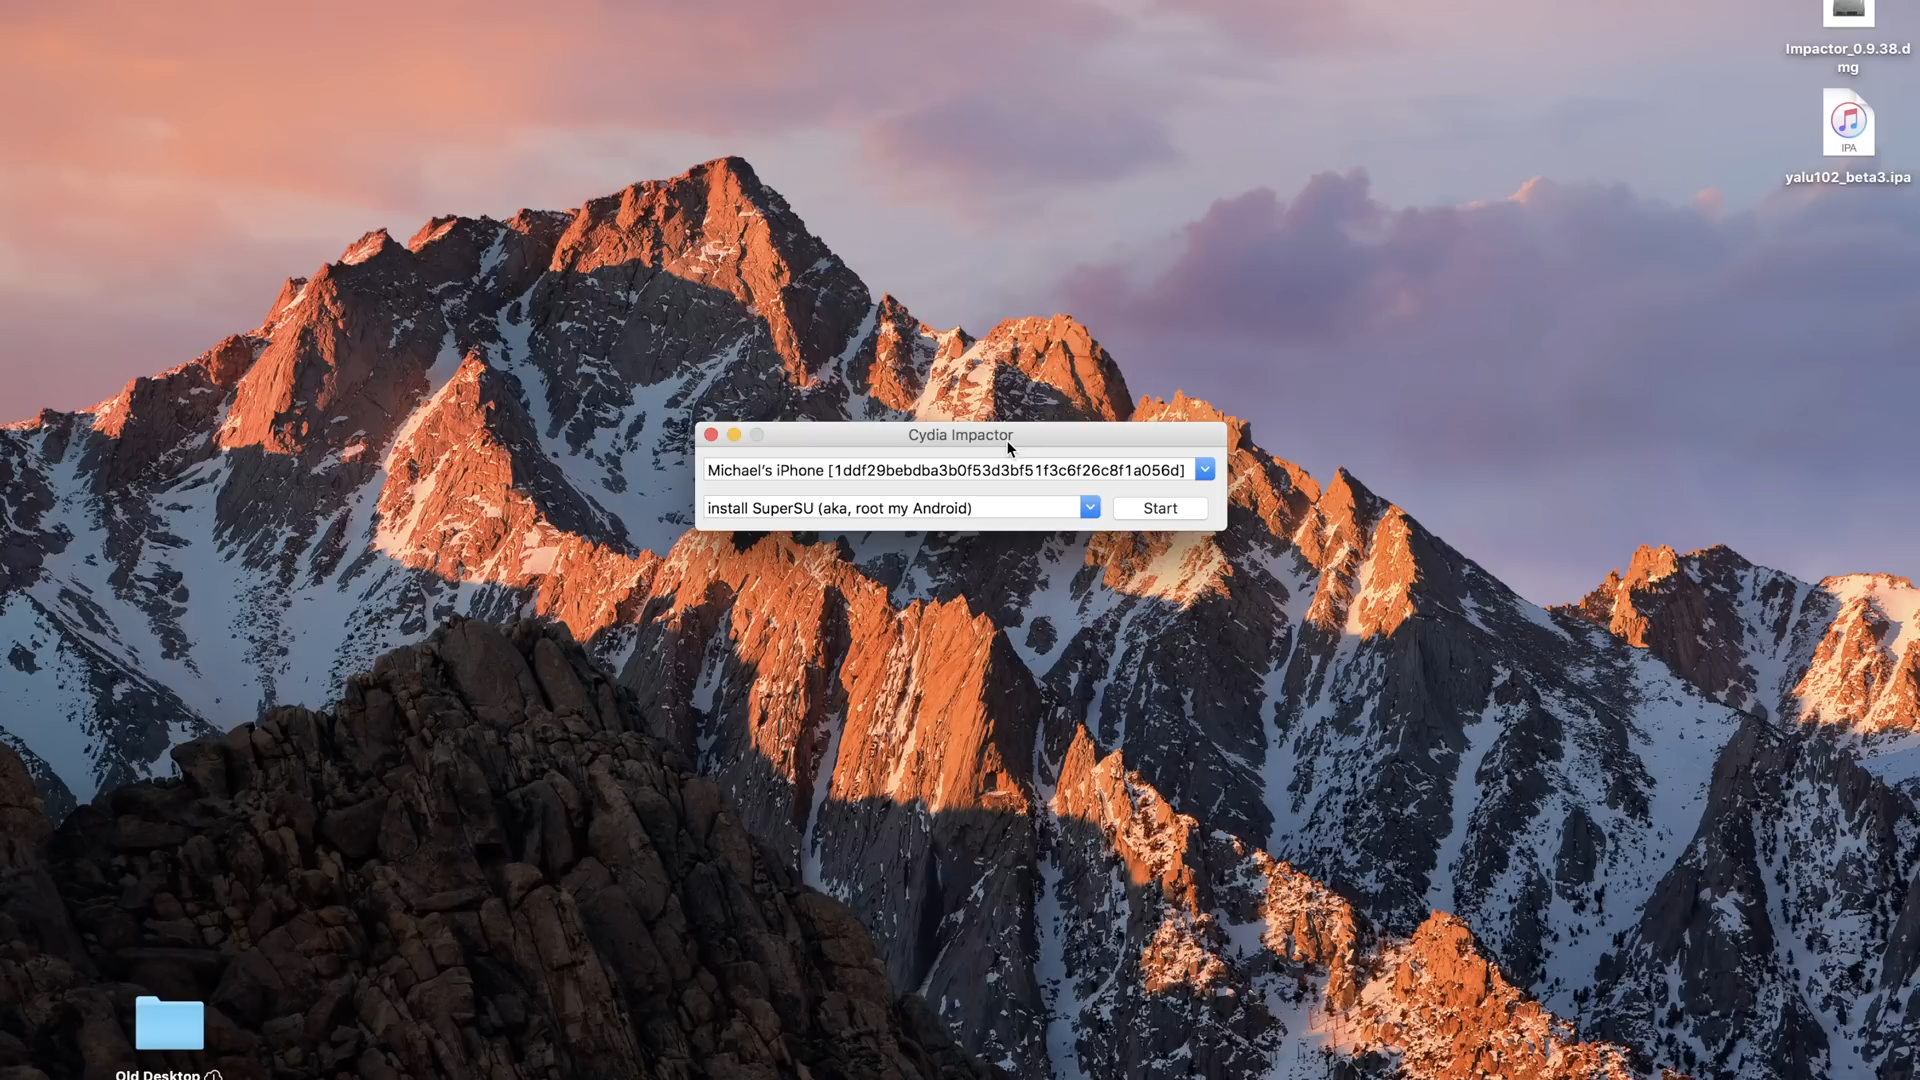 Impactor_0.9.38.d
mg
IPA
yalu102_beta3.ipa
Cydia Impactor
Michael's iPhone [1ddf29bebdba3b0f53d3bf51f3c6f26c8f1a056d]
install SuperSU (aka, root my Android)
Start
Old Desktop